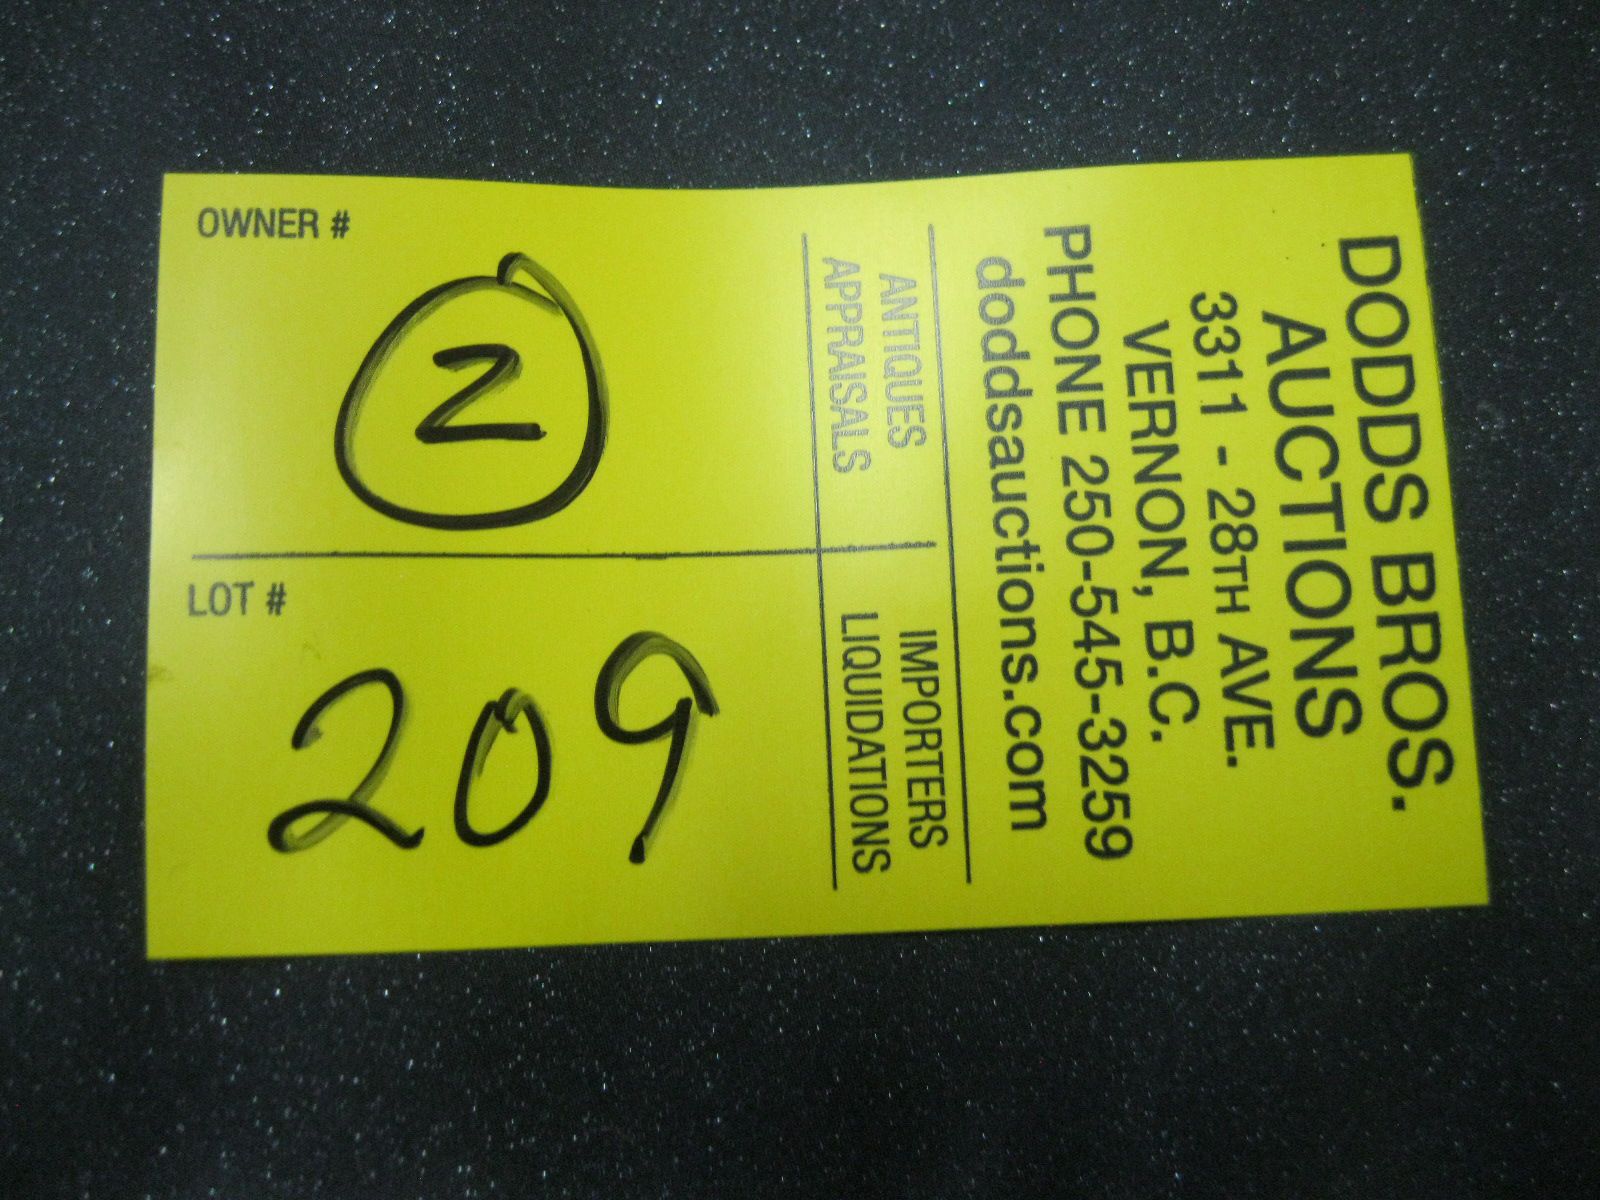 DODDS BROS.
AUCTIONS
3311 - 28TH AVE.
VERNON, B.C.
PHONE 250-545-3259
doddsauctions.com
ANTIQUES
APPRAISALS
IMPORTERS
LIQUIDATIONS
OWNER #
2
LOT #
209